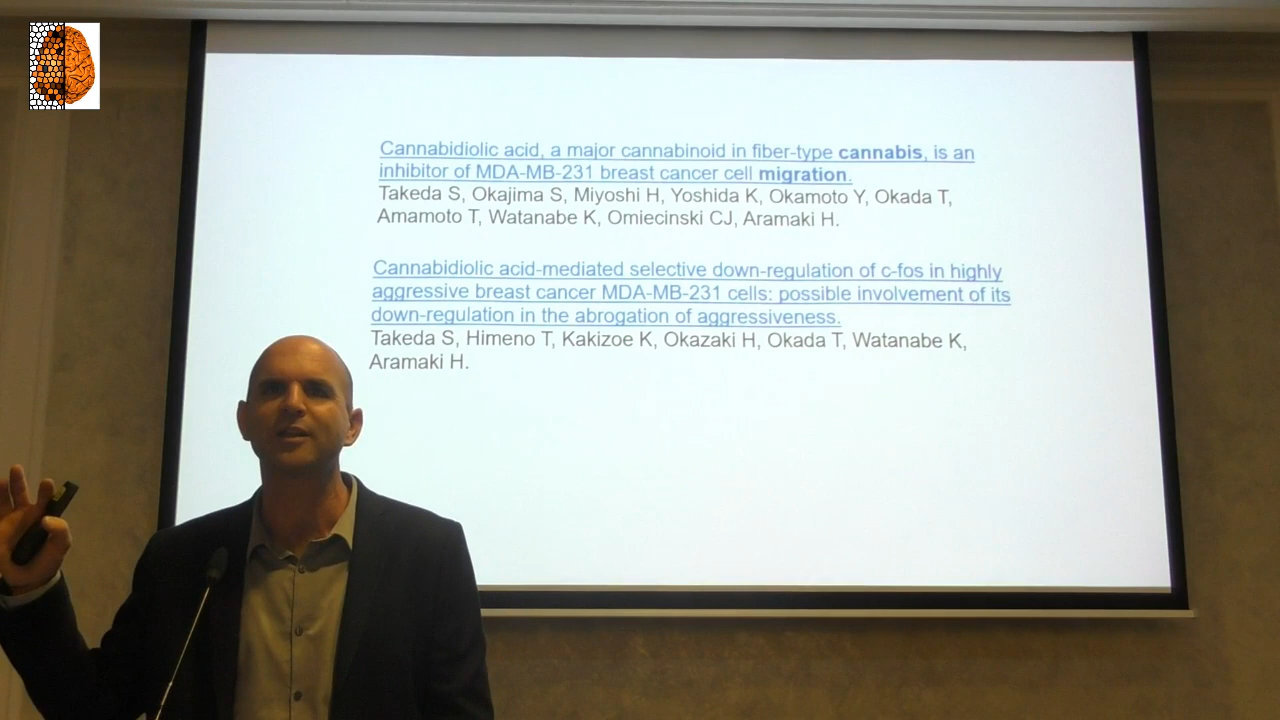 Cannabidiolic acid, a major cannabinoid in fiber-type cannabis, is an
inhibitor of MDA-MB-231 breast cancer cell migration.
Takeda S, Okajima S, Miyoshi H, Yoshida K, Okamoto Y, Okada T,
Amamoto T, Watanabe K, Omiecinski CJ, Aramaki H.
Cannabidiolic acid-mediated selective down-regulation of c-fos in highly
aggressive breast cancer MDA-MB-231 cells: possible involvement of its
down-regulation in the abrogation of aggressiveness.
Takeda S, Himeno T, Kakizoe K, Okazaki H, Okada T, Watanabe K,
Aramaki H.